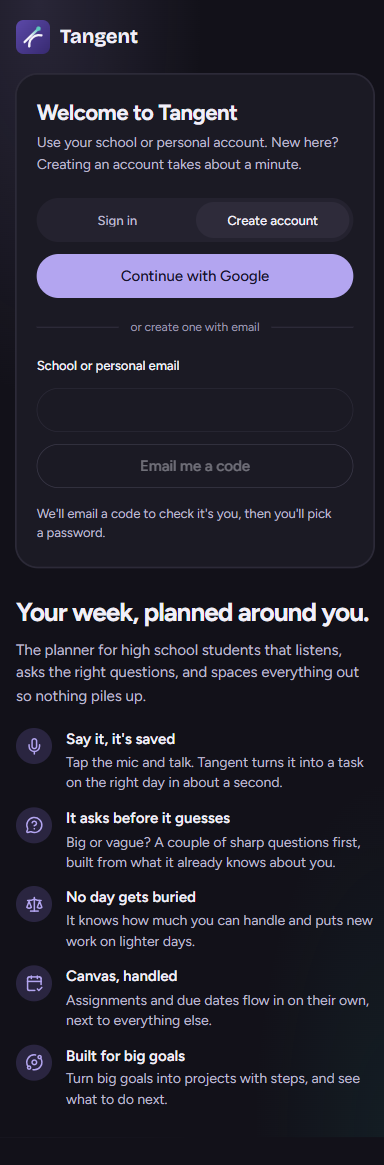 Tangent
Welcome to Tangent
Use your school or personal account. New here?
Creating an account takes about a minute.
Sign in
Create account
Continue with Google
or create one with email
School or personal email
Email me a code
We'll email a code to check it's you, then you'll pick
a password.
Your week, planned around you.
The planner for high school students that listens,
asks the right questions, and spaces everything out
so nothing piles up.
Say it, it's saved
Tap the mic and talk. Tangent turns it into a task
on the right day in about a second.
It asks before it guesses
Big or vague? A couple of sharp questions first,
built from what it already knows about you.
No day gets buried
It knows how much you can handle and puts new
work on lighter days.
Canvas, handled
Assignments and due dates flow in on their own,
next to everything else.
Built for big goals
Turn big goals into projects with steps, and see
what to do next.